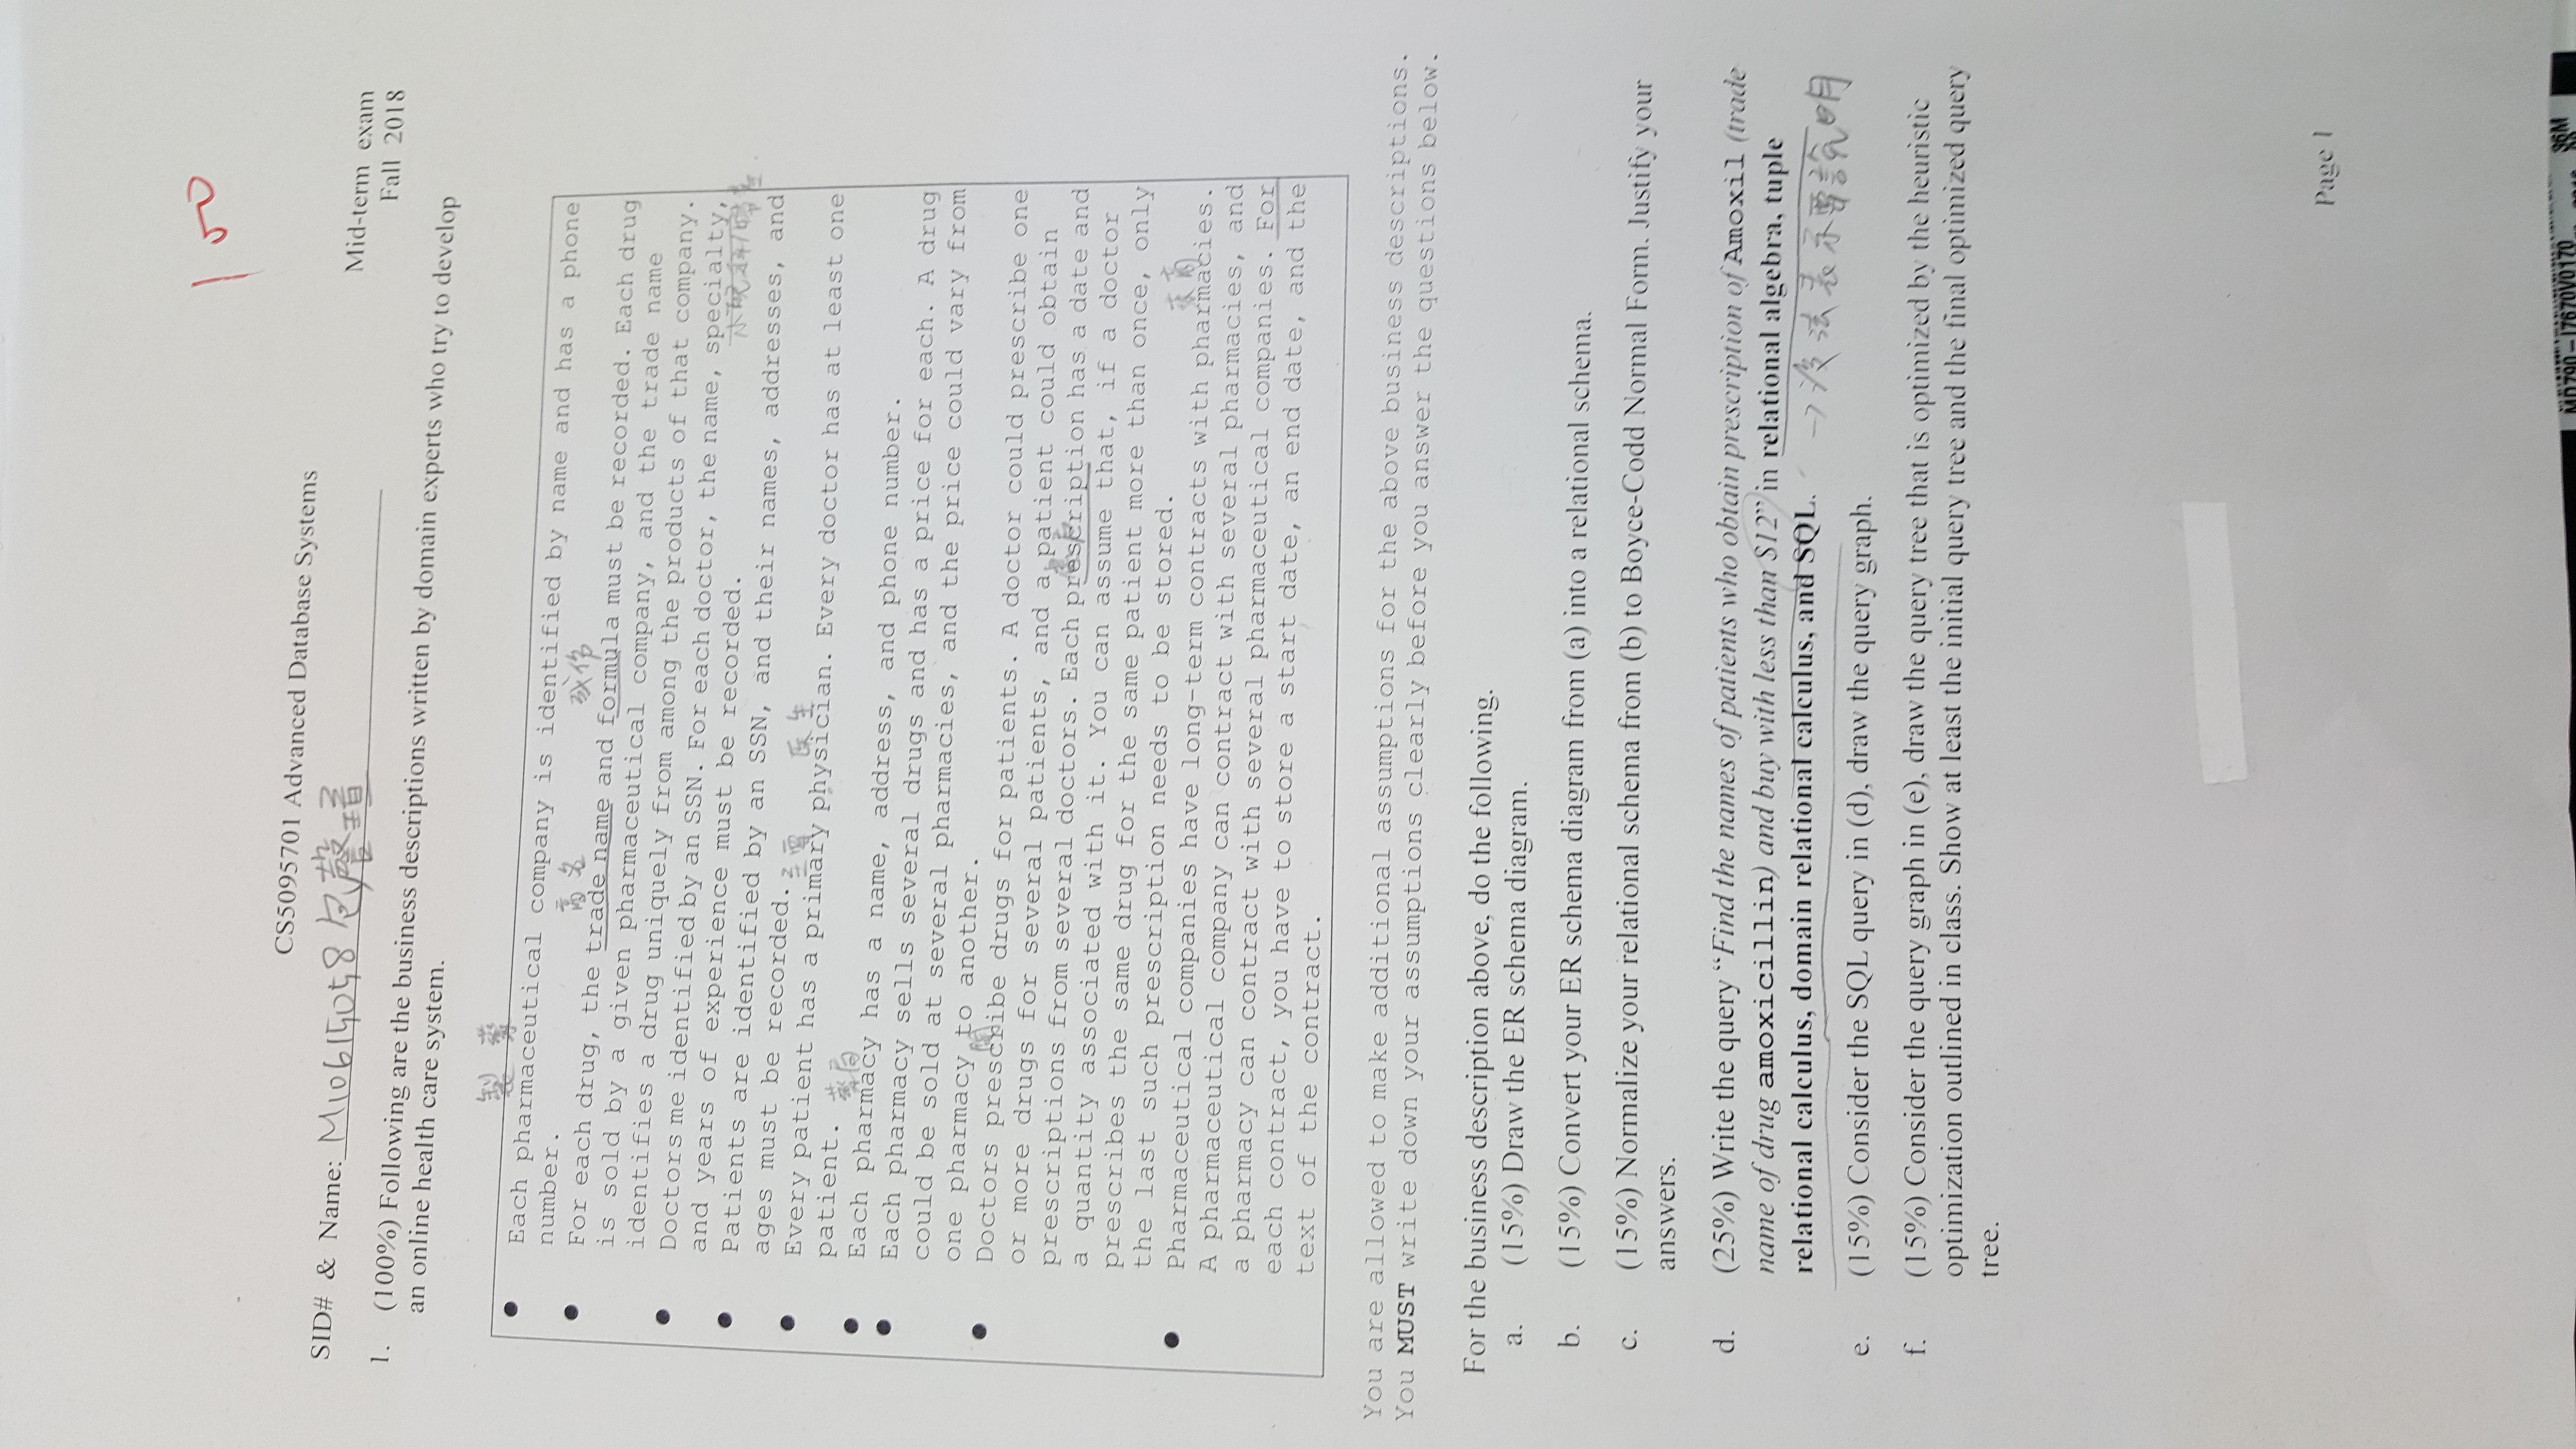 100
CS5095701 Advanced Database Systems
Mid-term exam
Fall 2018
SID# & Name: M10615048
1. (100%) Following are the business descriptions written by domain experts who try to develop
an online health care system.
製藥
• Each pharmaceutical company is identified by name and has a phone
number.
商名 成份
• For each drug, the trade name and formula must be recorded. Each drug
is sold by a given pharmaceutical company, and the trade name
identifies a drug uniquely from among the products of that company.
• Doctors me identified by an SSN. For each doctor, the name, specialty,
and years of experience must be recorded.
• Patients are identified by an SSN, and their names, addresses, and
ages must be recorded.
醫生
• Every patient has a primary physician. Every doctor has at least one
patient.
藥局
• Each pharmacy has a name, address, and phone number.
• Each pharmacy sells several drugs and has a price for each. A drug
could be sold at several pharmacies, and the price could vary from
one pharmacy to another.
• Doctors prescribe drugs for patients. A doctor could prescribe one
or more drugs for several patients, and a patient could obtain
prescriptions from several doctors. Each prescription has a date and
a quantity associated with it. You can assume that, if a doctor
prescribes the same drug for the same patient more than once, only
the last such prescription needs to be stored.
• Pharmaceutical companies have long-term contracts with pharmacies.
A pharmaceutical company can contract with several pharmacies, and
a pharmacy can contract with several pharmaceutical companies. For
each contract, you have to store a start date, an end date, and the
text of the contract.
You are allowed to make additional assumptions for the above business descriptions.
You MUST write down your assumptions clearly before you answer the questions below.
For the business description above, do the following.
a. (15%) Draw the ER schema diagram.
b. (15%) Convert your ER schema diagram from (a) into a relational schema.
c. (15%) Normalize your relational schema from (b) to Boyce-Codd Normal Form. Justify your
answers.
d. (25%) Write the query “Find the names of patients who obtain prescription of Amoxil (trade
name of drug amoxicillin) and buy with less than $12” in relational algebra, tuple
relational calculus, domain relational calculus, and SQL.
e. (15%) Consider the SQL query in (d), draw the query graph.
f. (15%) Consider the query graph in (e), draw the query tree that is optimized by the heuristic
optimization outlined in class. Show at least the initial query tree and the final optimized query
tree.
Page 1